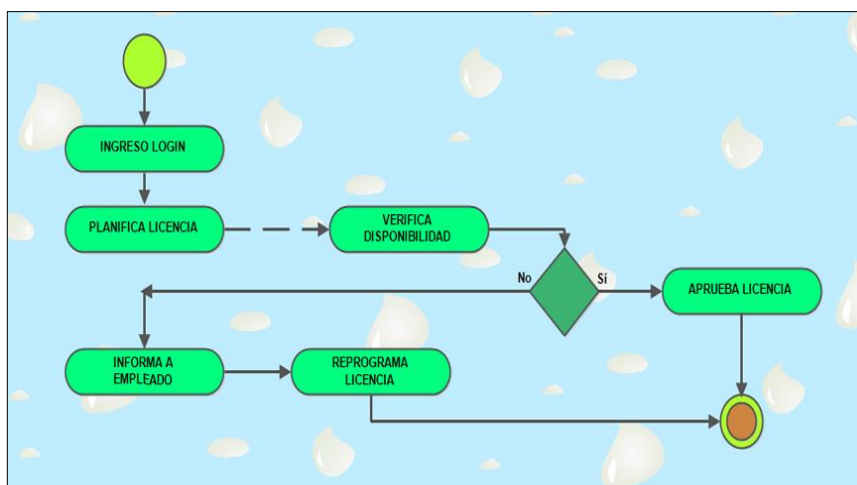 INGRESO LOGIN
PLANIFICA LICENCIA
VERIFICA
DISPONIBILIDAD
No
Sí
APRUEBA LICENCIA
INFORMA A
EMPLEADO
REPROGRAMA
LICENCIA